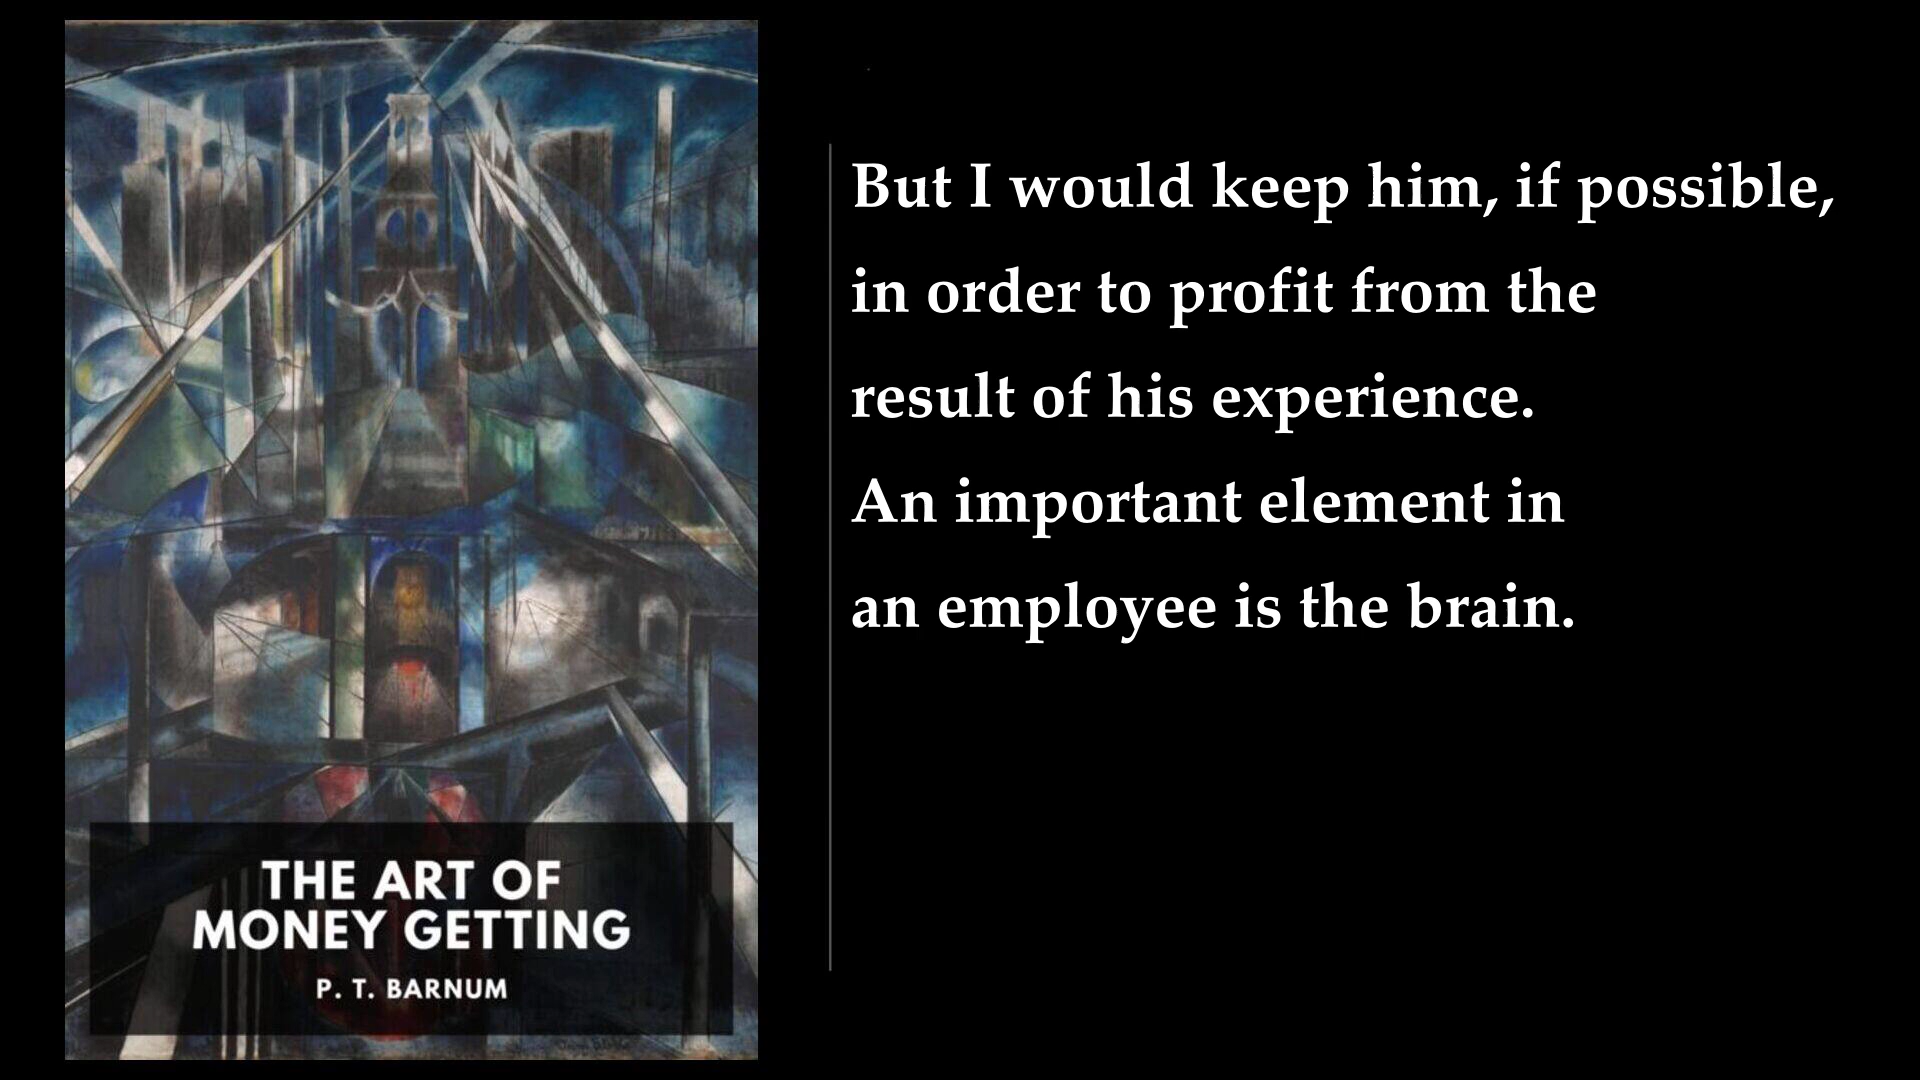 But I would keep him, if possible,
in order to profit from the
result of his experience.
An important element in
an employee is the brain.
THE ART OF
MONEY GETTING
P. T. BARNUM